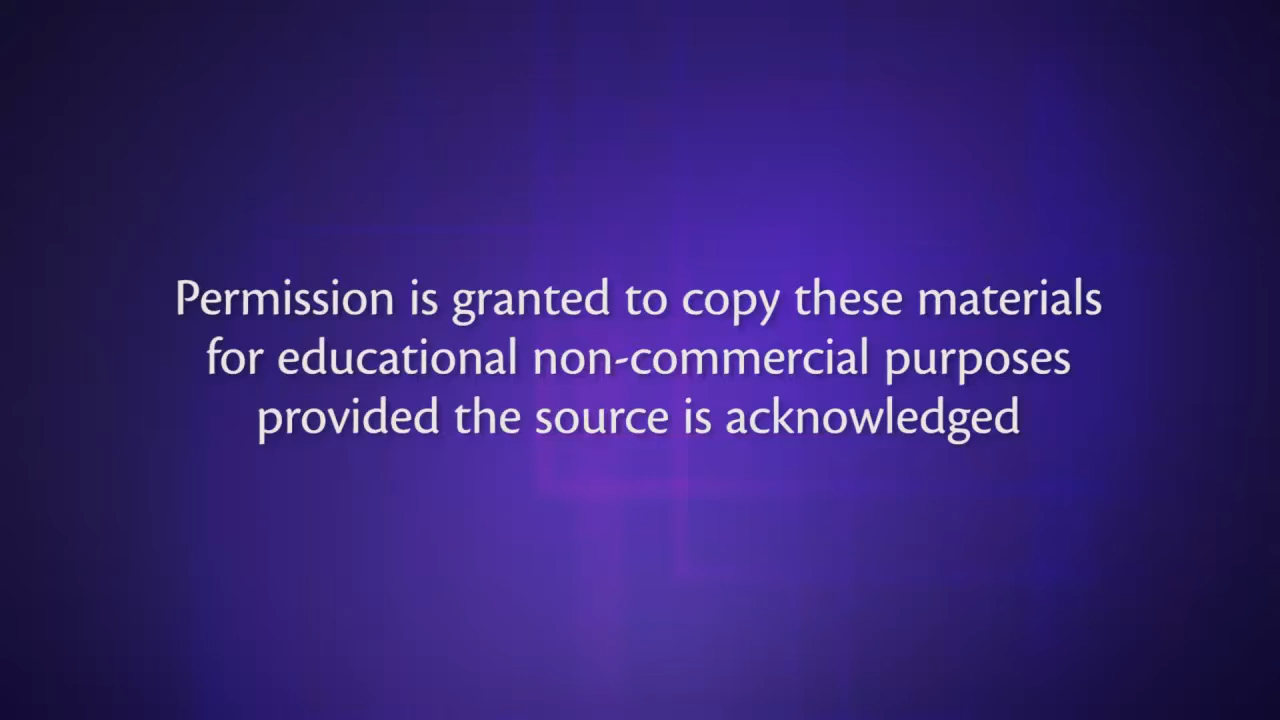 Permission is granted to copy these materials
for educational non-commercial purposes
provided the source is acknowledged